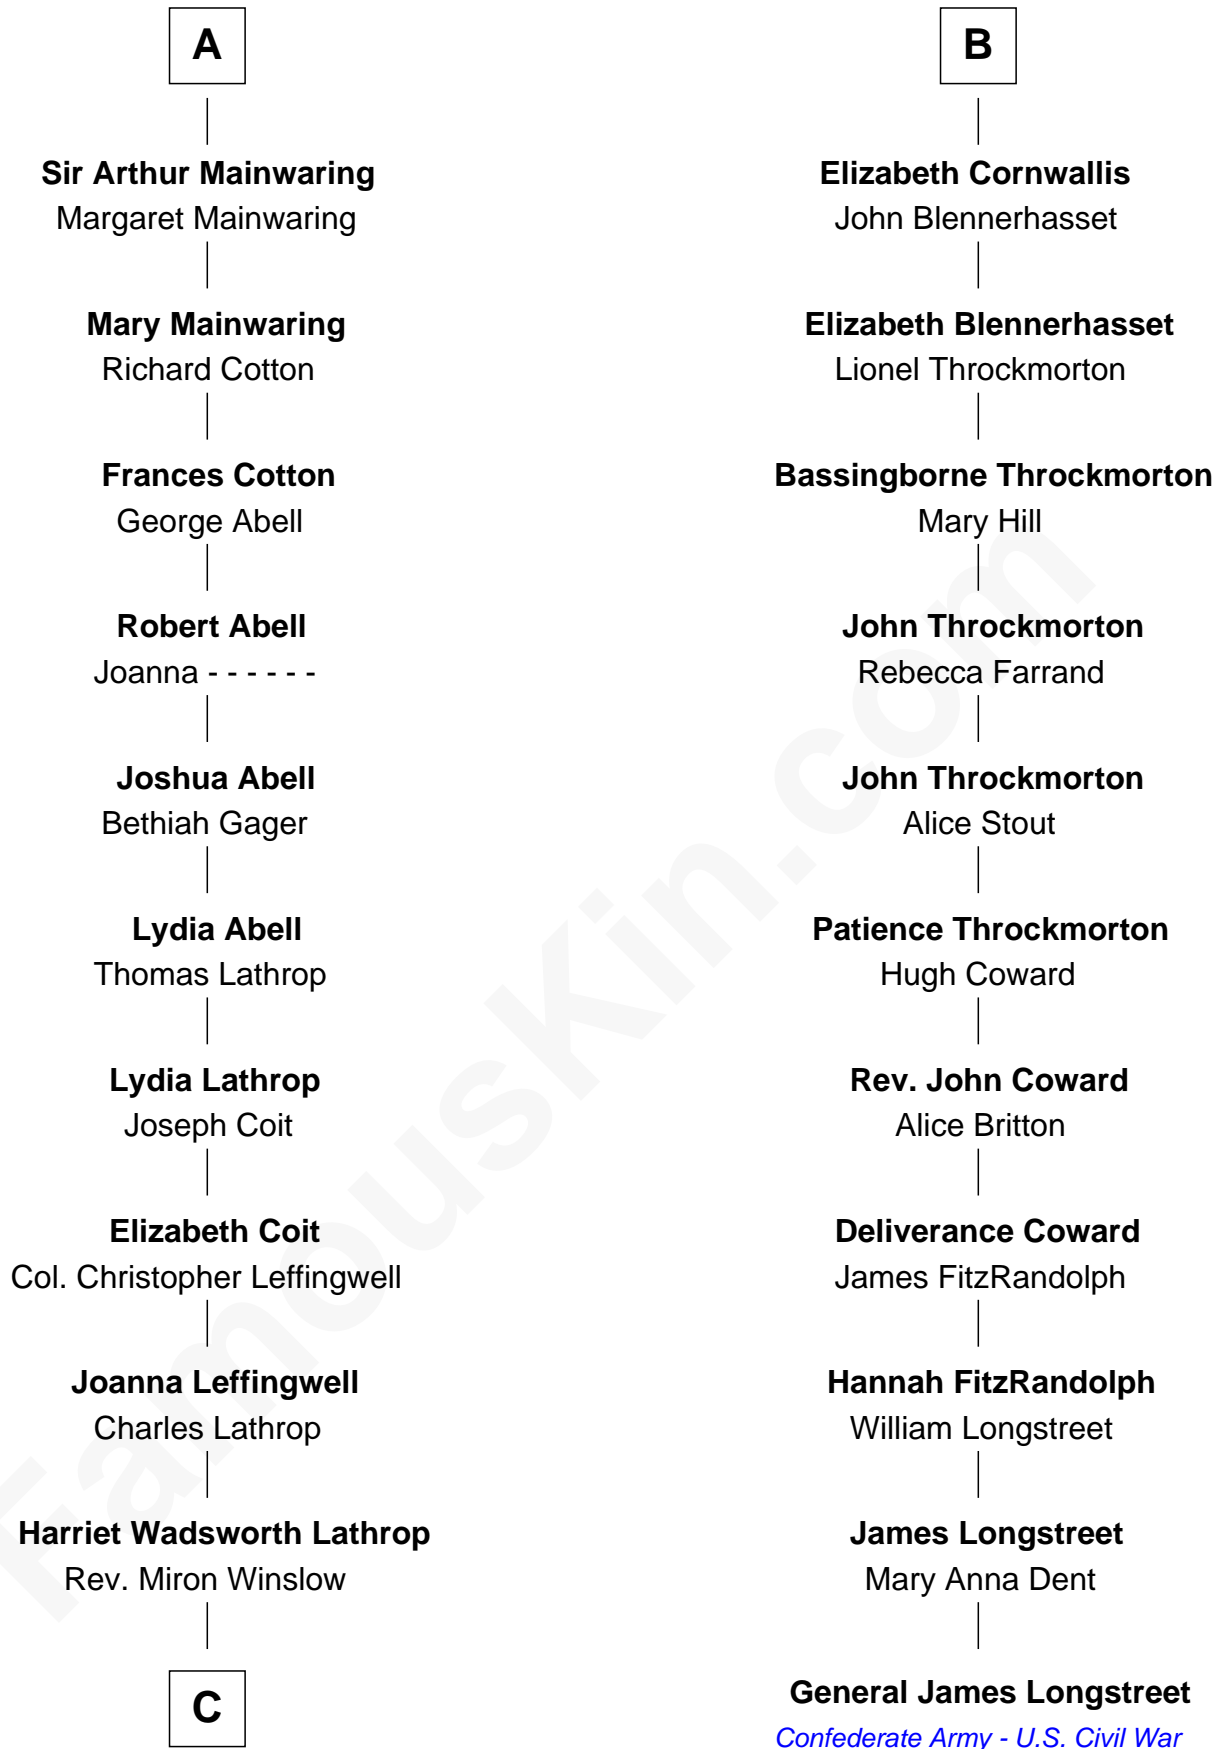 A
Sir Arthur Mainwaring
Margaret Mainwaring
Mary Mainwaring
Richard Cotton
Frances Cotton
George Abell
Robert Abell
Joanna - - - - - -
Joshua Abell
Bethiah Gager
Lydia Abell
Thomas Lathrop
Lydia Lathrop
Joseph Coit
Elizabeth Coit
Col. Christopher Leffingwell
Joanna Leffingwell
Charles Lathrop
Harriet Wadsworth Lathrop
Rev. Miron Winslow
C
B
Elizabeth Cornwallis
John Blennerhasset
Elizabeth Blennerhasset
Lionel Throckmorton
Bassingborne Throckmorton
Mary Hill
John Throckmorton
Rebecca Farrand
John Throckmorton
Alice Stout
Patience Throckmorton
Hugh Coward
Rev. John Coward
Alice Britton
Deliverance Coward
James FitzRandolph
Hannah FitzRandolph
William Longstreet
James Longstreet
Mary Anna Dent
General James Longstreet
Confederate Army - U.S. Civil War
FamousKin.com